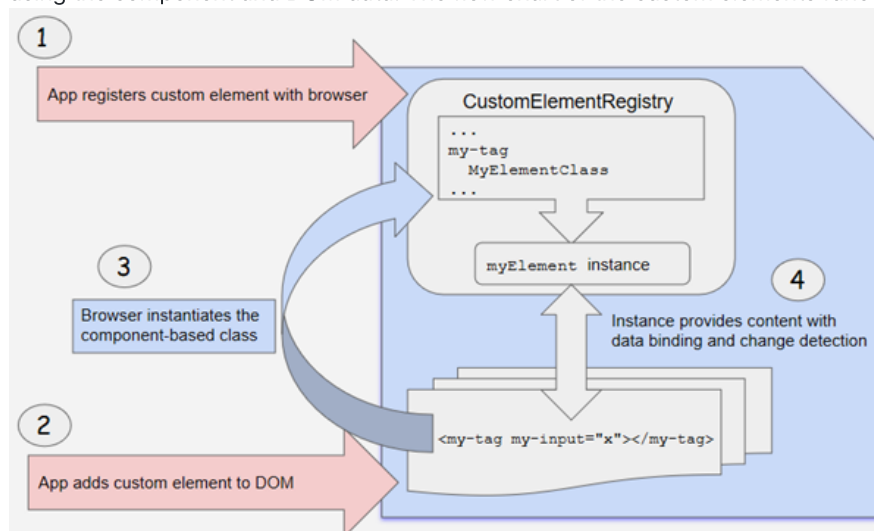 1
App registers custom element with browser
CustomElementRegistry
...
my-tag
MyElementClass
...
myElement instance
3
Browser instantiates the
component-based class
4
Instance provides content with
data binding and change detection
2
App adds custom element to DOM
<my-tag my-input="x"></my-tag>